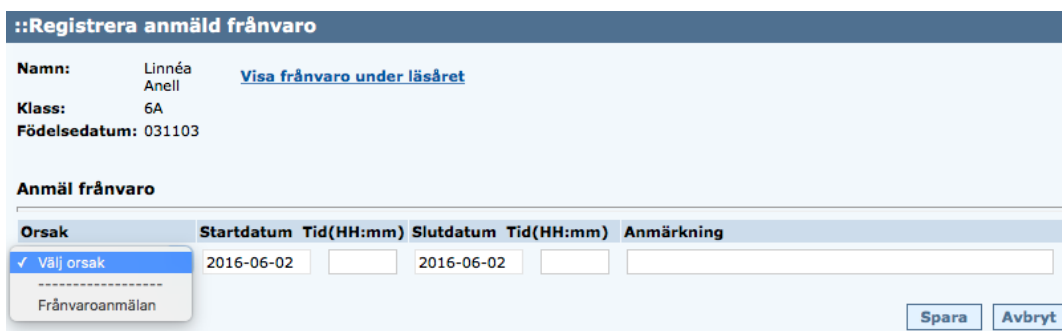 ::Registrera anmäld frånvaro
Namn: Linnéa Anell Visa frånvaro under läsåret
Klass: 6A
Födelsedatum: 031103
Anmäl frånvaro
Orsak Startdatum Tid(HH:mm) Slutdatum Tid(HH:mm) Anmärkning
✓ Välj orsak 2016-06-02 2016-06-02
------------------
Frånvaroanmälan
Spara Avbryt